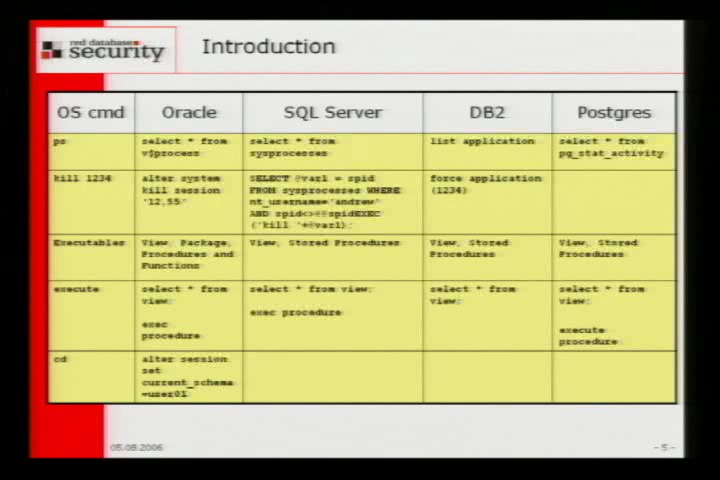 red database
security
Introduction
OS cmd
Oracle
SQL Server
DB2
Postgres
ps
select * from
v$process
select * from
sysprocesses
list application
select * from
pg_stat_activity
kill 1234
alter system
kill session
'12,55'
SELECT @var1 = spid
FROM sysprocesses WHERE
nt_username='andrew'
AND spid<>@@spidEXEC
('kill '+@var1);
force application
(1234)
Executables
View, Package,
Procedures and
Functions
View, Stored Procedures
View, Stored
Procedures
View, Stored
Procedures
execute
select * from
view;
exec
procedure
select * from view;
exec procedure
select * from
view;
select * from
view;
execute
procedure
cd
alter session
set
current_schema
=user01
05.08.2006
- 5 -